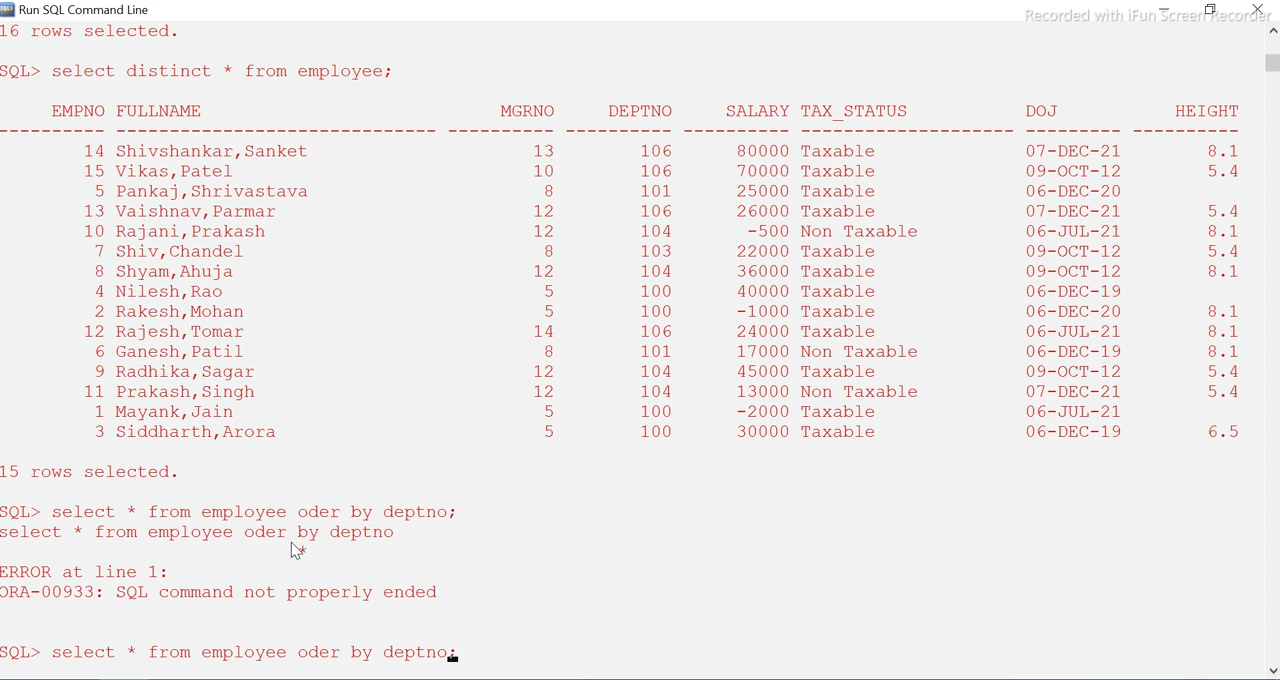 Run SQL Command Line
Recorded with iFun Screen Recorder
16 rows selected.
SQL> select distinct * from employee;
EMPNO FULLNAME MGRNO DEPTNO SALARY TAX_STATUS DOJ HEIGHT
---------- ------------------------------ ---------- ---------- ---------- -------------------- --------- ----------
14 Shivshankar,Sanket 13 106 80000 Taxable 07-DEC-21 8.1
15 Vikas,Patel 10 106 70000 Taxable 09-OCT-12 5.4
5 Pankaj,Shrivastava 8 101 25000 Taxable 06-DEC-20
13 Vaishnav,Parmar 12 106 26000 Taxable 07-DEC-21 5.4
10 Rajani,Prakash 12 104 -500 Non Taxable 06-JUL-21 8.1
7 Shiv,Chandel 8 103 22000 Taxable 09-OCT-12 5.4
8 Shyam,Ahuja 12 104 36000 Taxable 09-OCT-12 8.1
4 Nilesh,Rao 5 100 40000 Taxable 06-DEC-19
2 Rakesh,Mohan 5 100 -1000 Taxable 06-DEC-20 8.1
12 Rajesh,Tomar 14 106 24000 Taxable 06-JUL-21 8.1
6 Ganesh,Patil 8 101 17000 Non Taxable 06-DEC-19 8.1
9 Radhika,Sagar 12 104 45000 Taxable 09-OCT-12 5.4
11 Prakash,Singh 12 104 13000 Non Taxable 07-DEC-21 5.4
1 Mayank,Jain 5 100 -2000 Taxable 06-JUL-21
3 Siddharth,Arora 5 100 30000 Taxable 06-DEC-19 6.5
15 rows selected.
SQL> select * from employee oder by deptno;
select * from employee oder by deptno
*
ERROR at line 1:
ORA-00933: SQL command not properly ended
SQL> select * from employee oder by deptno;